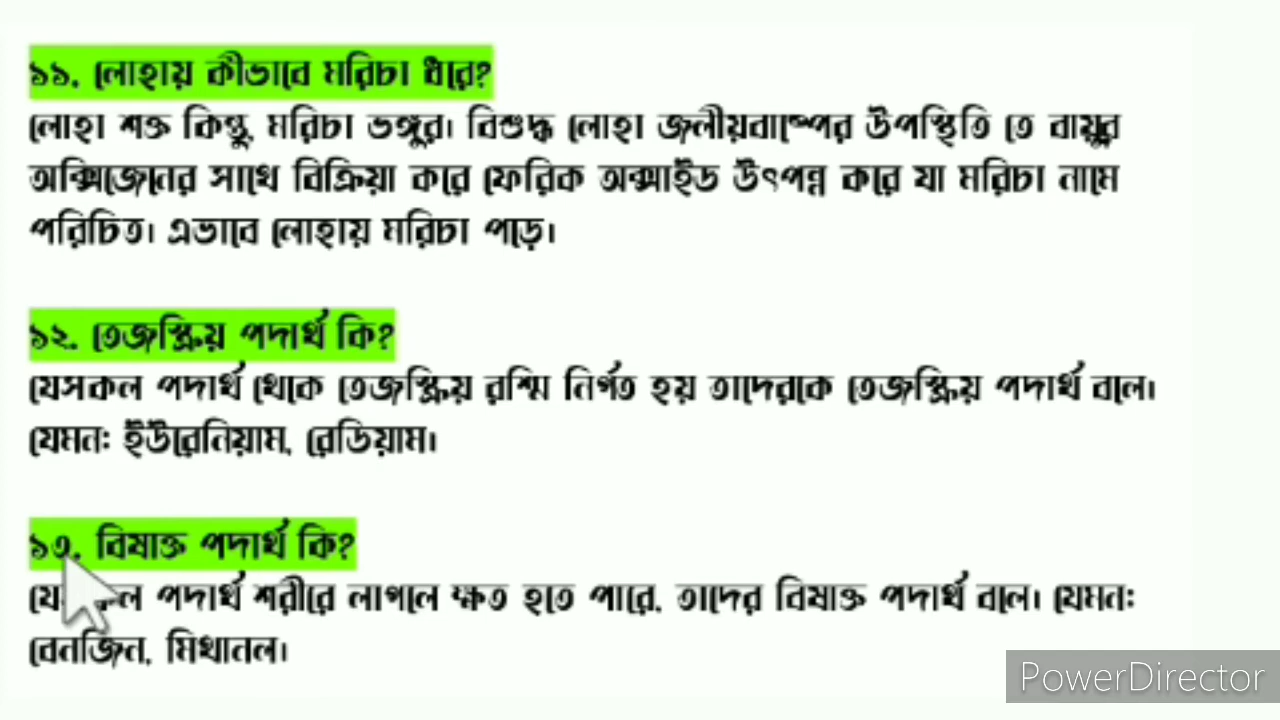 ১১. লোহায় কীভাবে মরিচা ধরে?
লোহা শক্ত কিন্তু, মরিচা ভঙ্গুর। বিশুদ্ধ লোহা জলীয়বাষ্পের উপস্থিতি তে বায়ুর
অক্সিজেনের সাথে বিক্রিয়া করে ফেরিক অক্সাইড উৎপন্ন করে যা মরিচা নামে
পরিচিত। এভাবে লোহায় মরিচা পড়ে।
১২. তেজস্ক্রিয় পদার্থ কি?
যেসকল পদার্থ থেকে তেজস্ক্রিয় রশ্মি নির্গত হয় তাদেরকে তেজস্ক্রিয় পদার্থ বলে।
যেমনঃ ইউরেনিয়াম, রেডিয়াম।
১৩. বিষাক্ত পদার্থ কি?
পদার্থ শরীরে লাগলে ক্ষত হতে পারে, তাদের বিষাক্ত পদার্থ বলে। যেমনঃ
বেনজিন, মিথানল।
PowerDirector